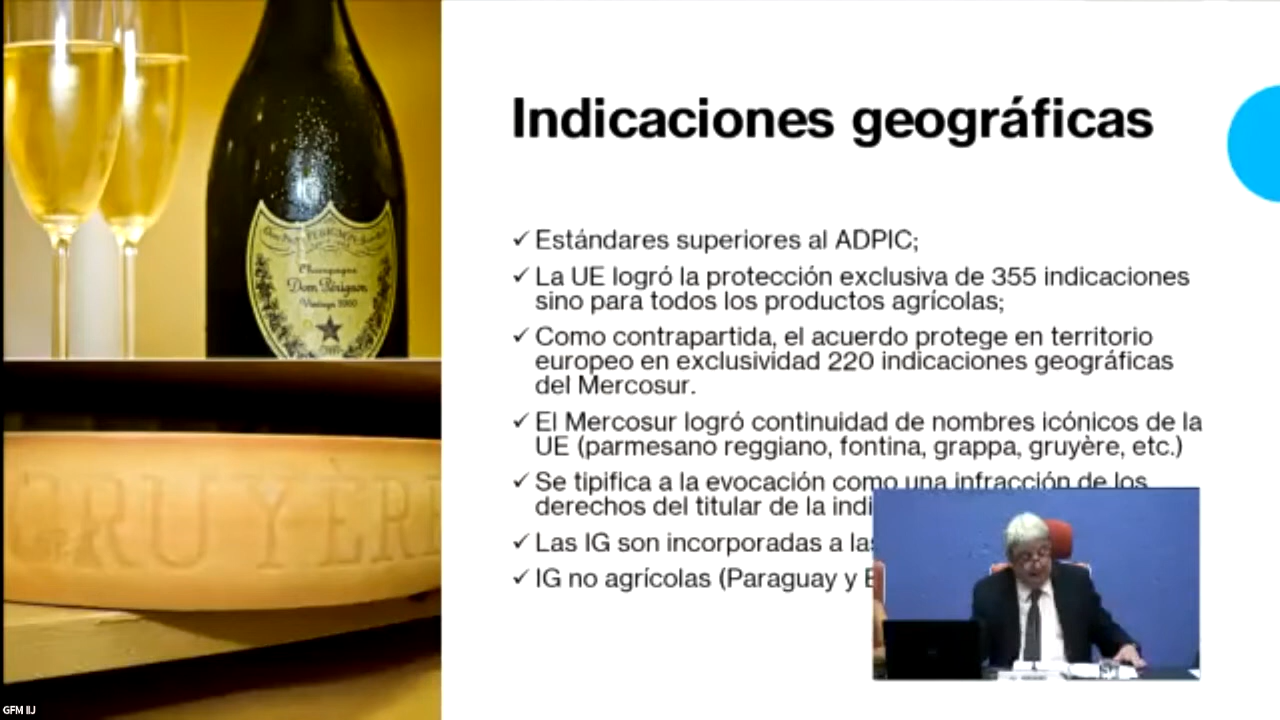 Indicaciones geográficas
✓ Estándares superiores al ADPIC;
✓ La UE logró la protección exclusiva de 355 indicaciones
sino para todos los productos agrícolas;
✓ Como contrapartida, el acuerdo protege en territorio
europeo en exclusividad 220 indicaciones geográficas
del Mercosur.
✓ El Mercosur logró continuidad de nombres icónicos de la
UE (parmesano reggiano, fontina, grappa, gruyère, etc.)
✓ Se tipifica a la evocación como una infracción de los
derechos del titular de la
✓ Las IG son incorporadas a
✓ IG no agrícolas (Paraguay y
Champagne
Dom Pérignon
Vintage
GRUYÈRE
GFM IIJ